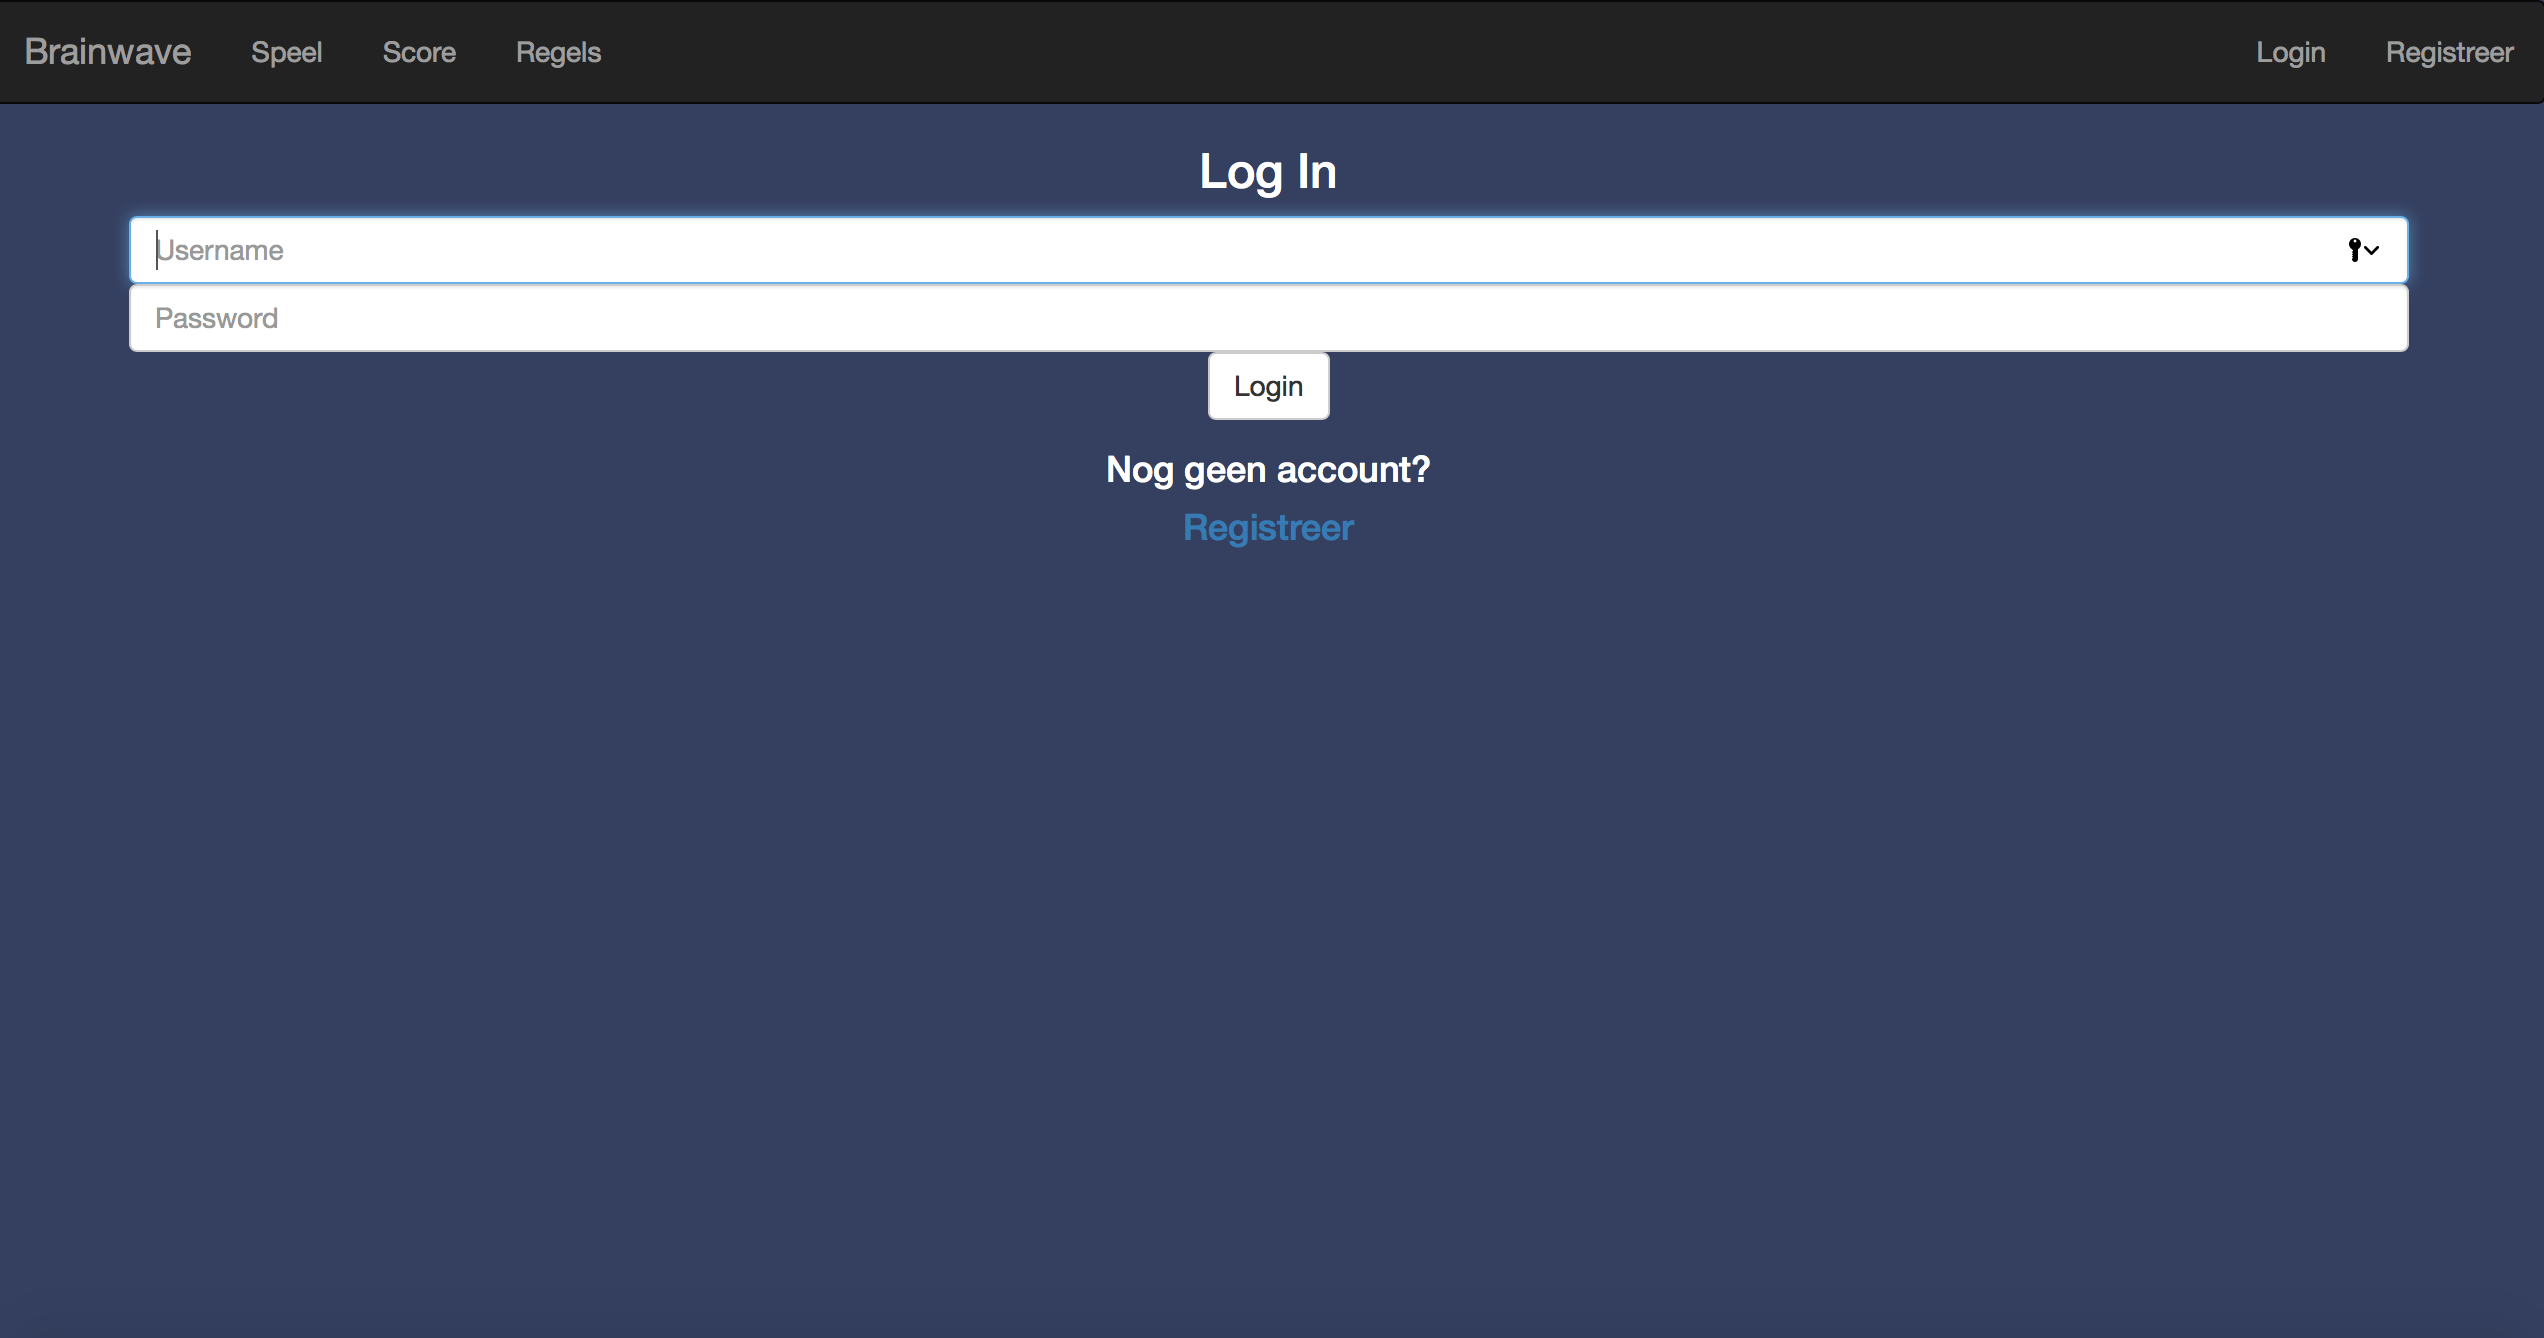 Brainwave Speel Score Regels Login Registreer
Log In
Username
Password
Login
Nog geen account?
Registreer